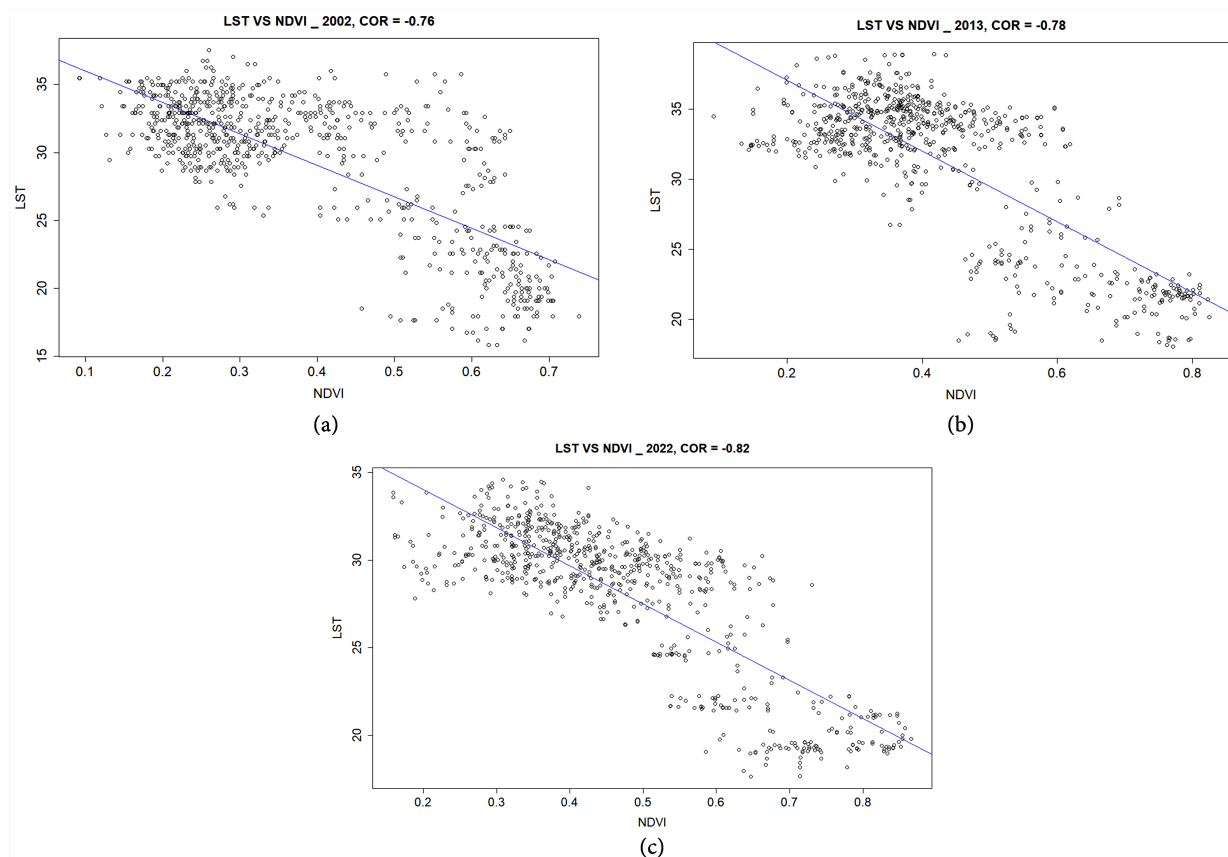 LST VS NDVI _ 2002, COR = -0.76
35
30
25
20
15
LST
0.1 0.2 0.3 0.4 0.5 0.6 0.7
NDVI
(a)
LST VS NDVI _ 2013, COR = -0.78
35
30
25
20
LST
0.2 0.4 0.6 0.8
NDVI
(b)
LST VS NDVI _ 2022, COR = -0.82
35
30
25
20
LST
0.2 0.3 0.4 0.5 0.6 0.7 0.8
NDVI
(c)